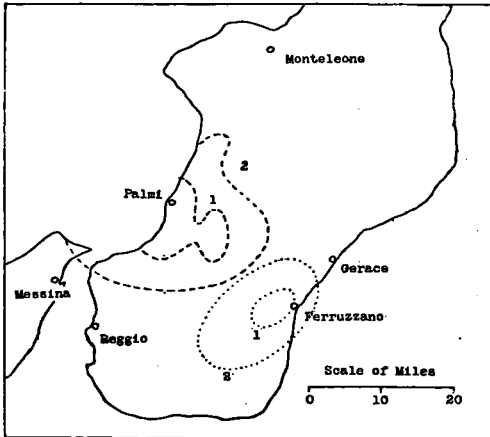 Monteleone
2
Palmi
1
Gerace
Messina
Ferruzzano
Reggio
1
2
Scale of Miles
0 10 20